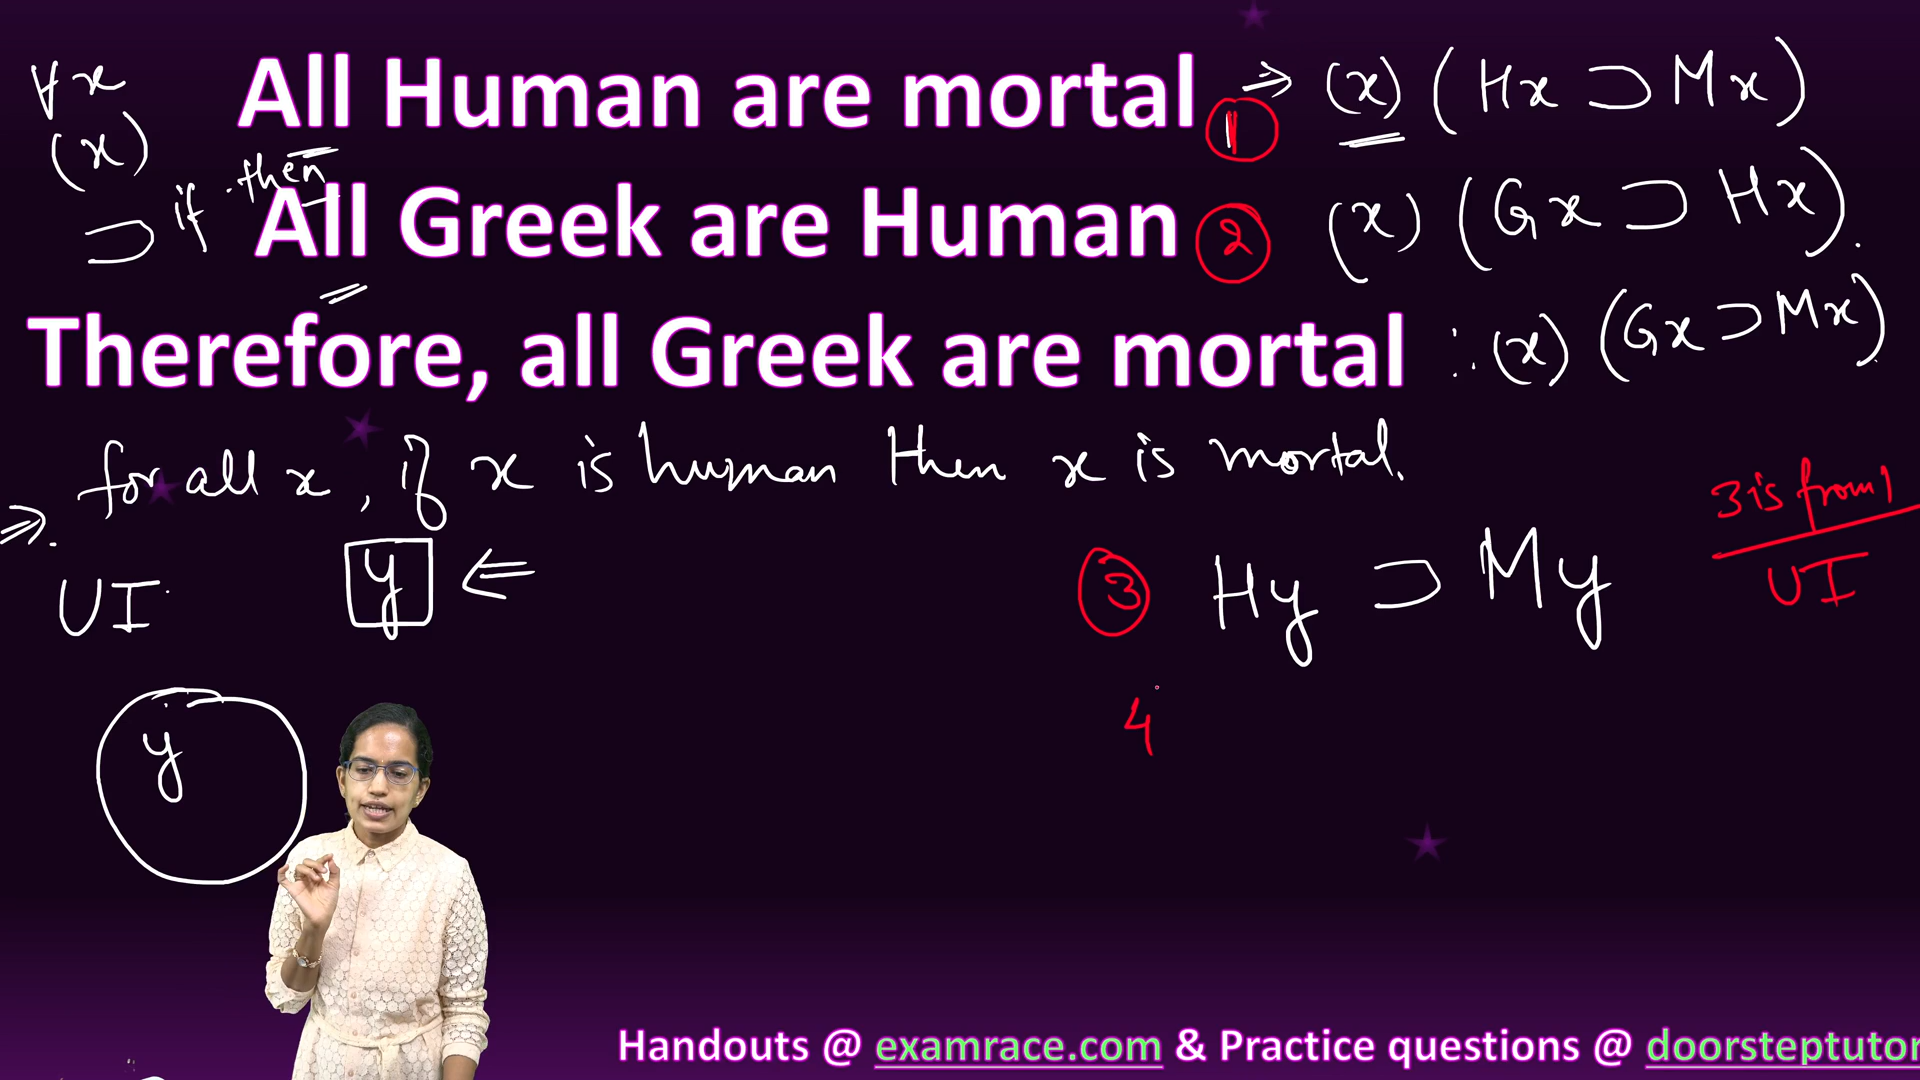 ∀x
All Human are mortal ① ⇒ (x) (Hx ⊃ Mx)
(x)
⊃ if then
All Greek are Human ② (x) (Gx ⊃ Hx).
Therefore, all Greek are mortal ∴ (x) (Gx ⊃ Mx)
for all x, if x is human then x is mortal.
⇒.
3 is from 1
UI
UI y ⇐ ③ Hy ⊃ My
y
4
Handouts @ examrace.com & Practice questions @ doorsteptutor